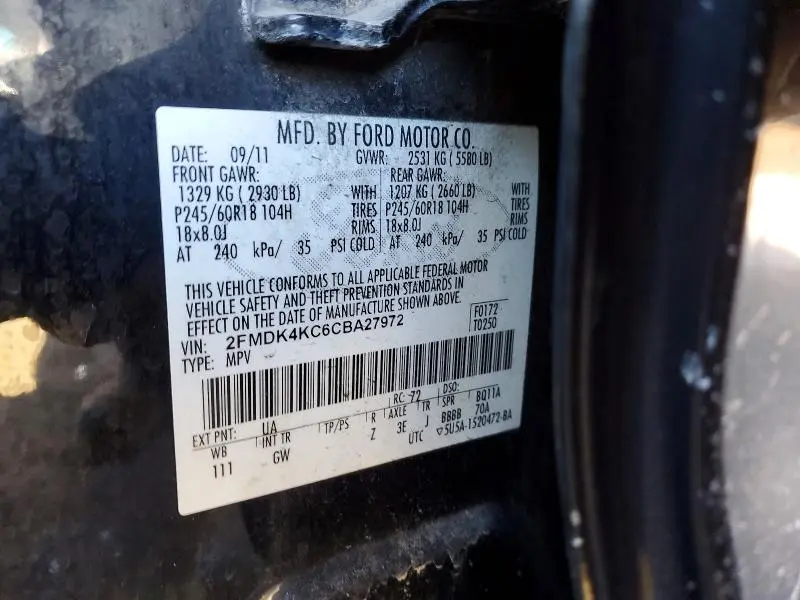 MFD. BY FORD MOTOR CO.
DATE: 09/11 GVWR: 2531 KG ( 5580 LB)
FRONT GAWR: REAR GAWR:
1329 KG ( 2930 LB) WITH 1207 KG ( 2660 LB) WITH
P245/60R18 104H TIRES P245/60R18 104H TIRES
18x8.0J RIMS 18x8.0J RIMS
AT 240 kPa/ 35 PSI COLD AT 240 kPa/ 35 PSI COLD
THIS VEHICLE CONFORMS TO ALL APPLICABLE FEDERAL MOTOR
VEHICLE SAFETY AND THEFT PREVENTION STANDARDS IN
EFFECT ON THE DATE OF MANUFACTURE SHOWN ABOVE.
VIN: 2FMDK4KC6CBA27972 F0172
TYPE: MPV T0250
RC: 72 DSO:
EXT PNT: UA BQ11A
WB INT TR TP/PS R AXLE TR SPR 70A
111 GW Z 3E J BBBB
UTC ▽5U5A-1520472-BA